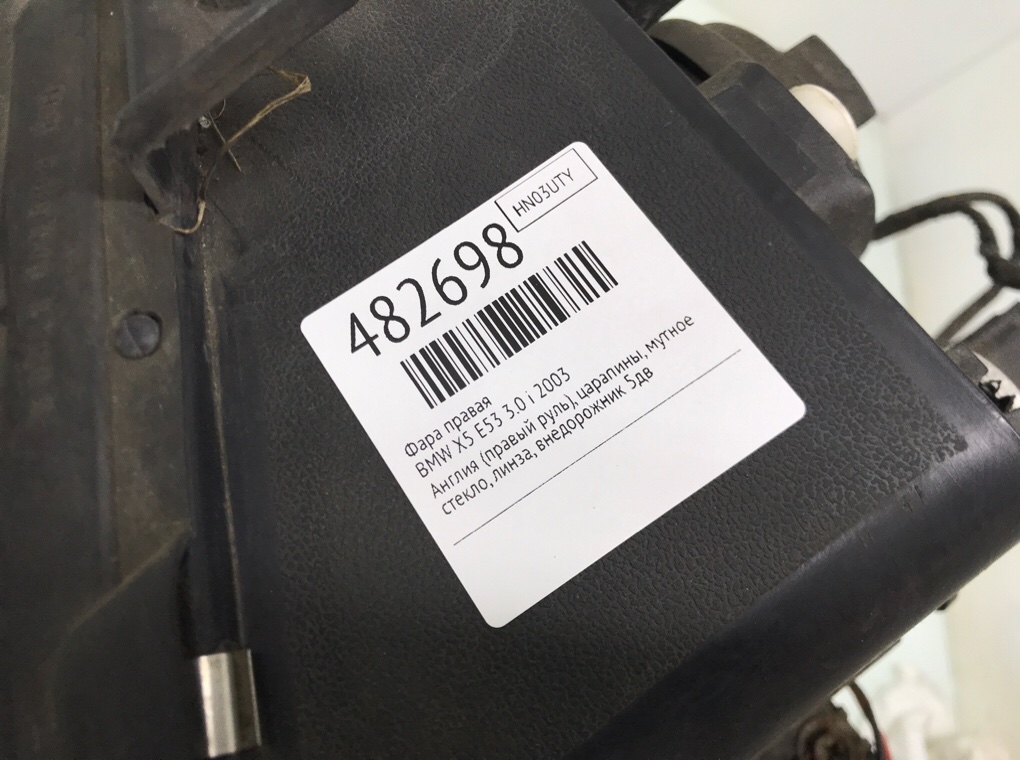 HN03UTY
482698
Фара правая
BMW X5 E53 3.0 i 2003
Англия (правый руль), царапины, мутное
стекло, линза, внедорожник 5дв